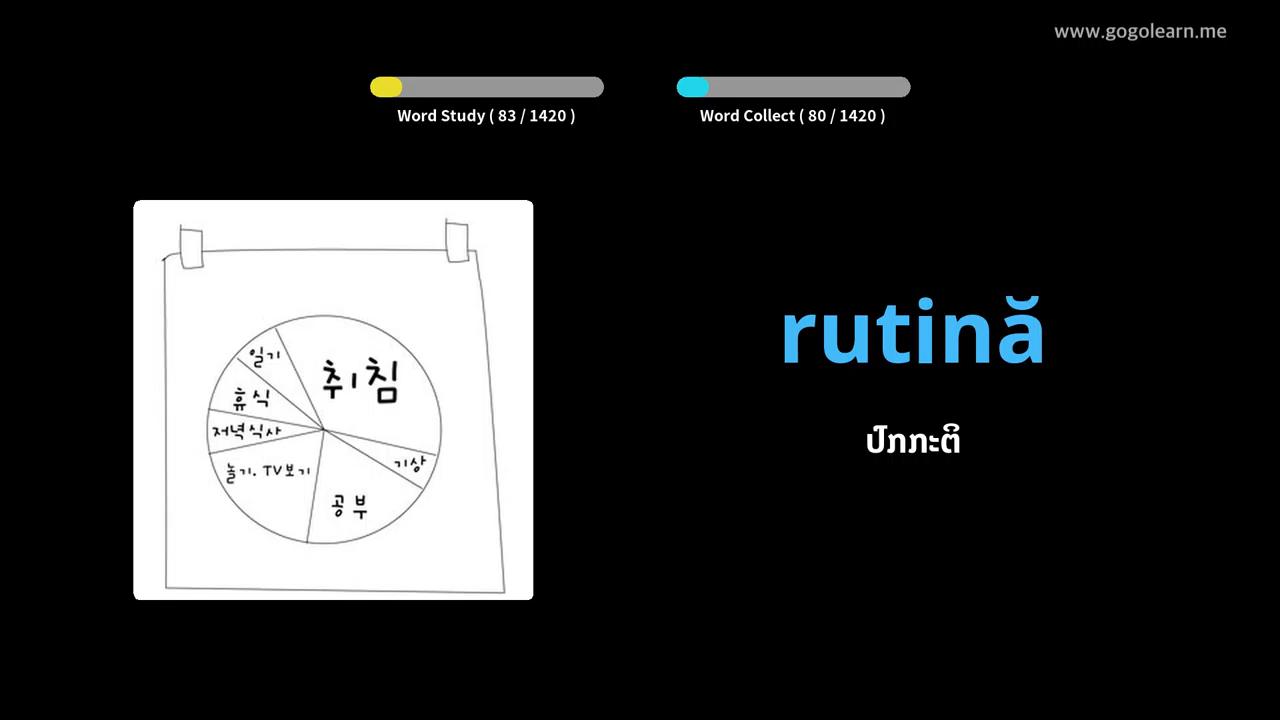 www.gogolearn.me
Word Study ( 83 / 1420 )
Word Collect ( 80 / 1420 )
일기
취침
휴식
저녁식사
기상
놀기. TV보기
공부
rutină
ປົກກະຕິ